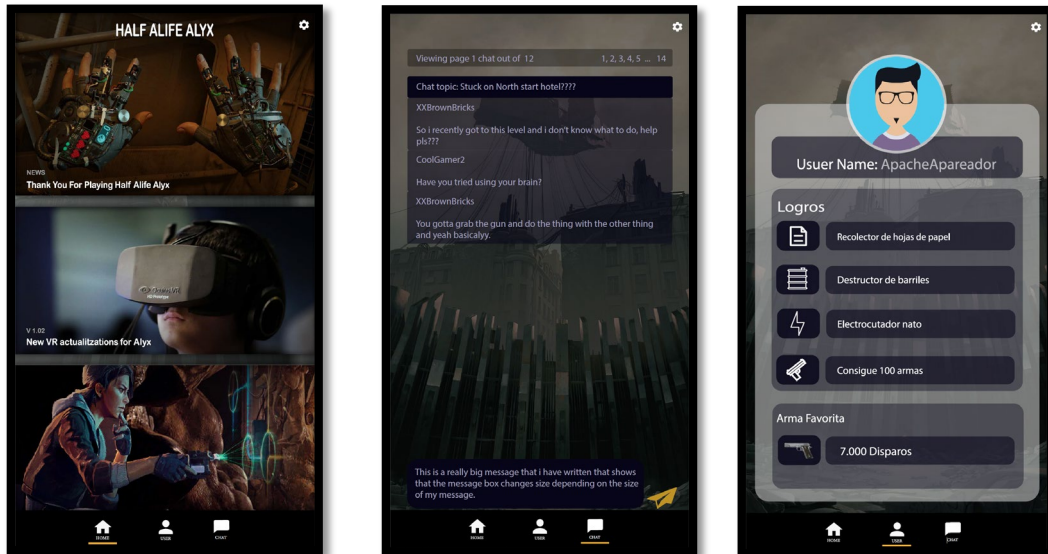 HALF ALIFE ALYX
NEWS
Thank You For Playing Half Alife Alyx
V 1.02
New VR actualitzations for Alyx
HOME
USER
CHAT
Viewing page 1 chat out of 12
1, 2, 3, 4, 5 ... 14
Chat topic: Stuck on North start hotel????
XXBrownBricks
So i recently got to this level and i don't know what to do, help
pls???
CoolGamer2
Have you tried using your brain?
XXBrownBricks
You gotta grab the gun and do the thing with the other thing
and yeah basicalyy.
This is a really big message that i have written that shows
that the message box changes size depending on the size
of my message.
HOME
USER
CHAT
Usuer Name: ApacheApareador
Logros
Recolector de hojas de papel
Destructor de barriles
Electrocutador nato
Consigue 100 armas
Arma Favorita
7.000 Disparos
HOME
USER
CHAT